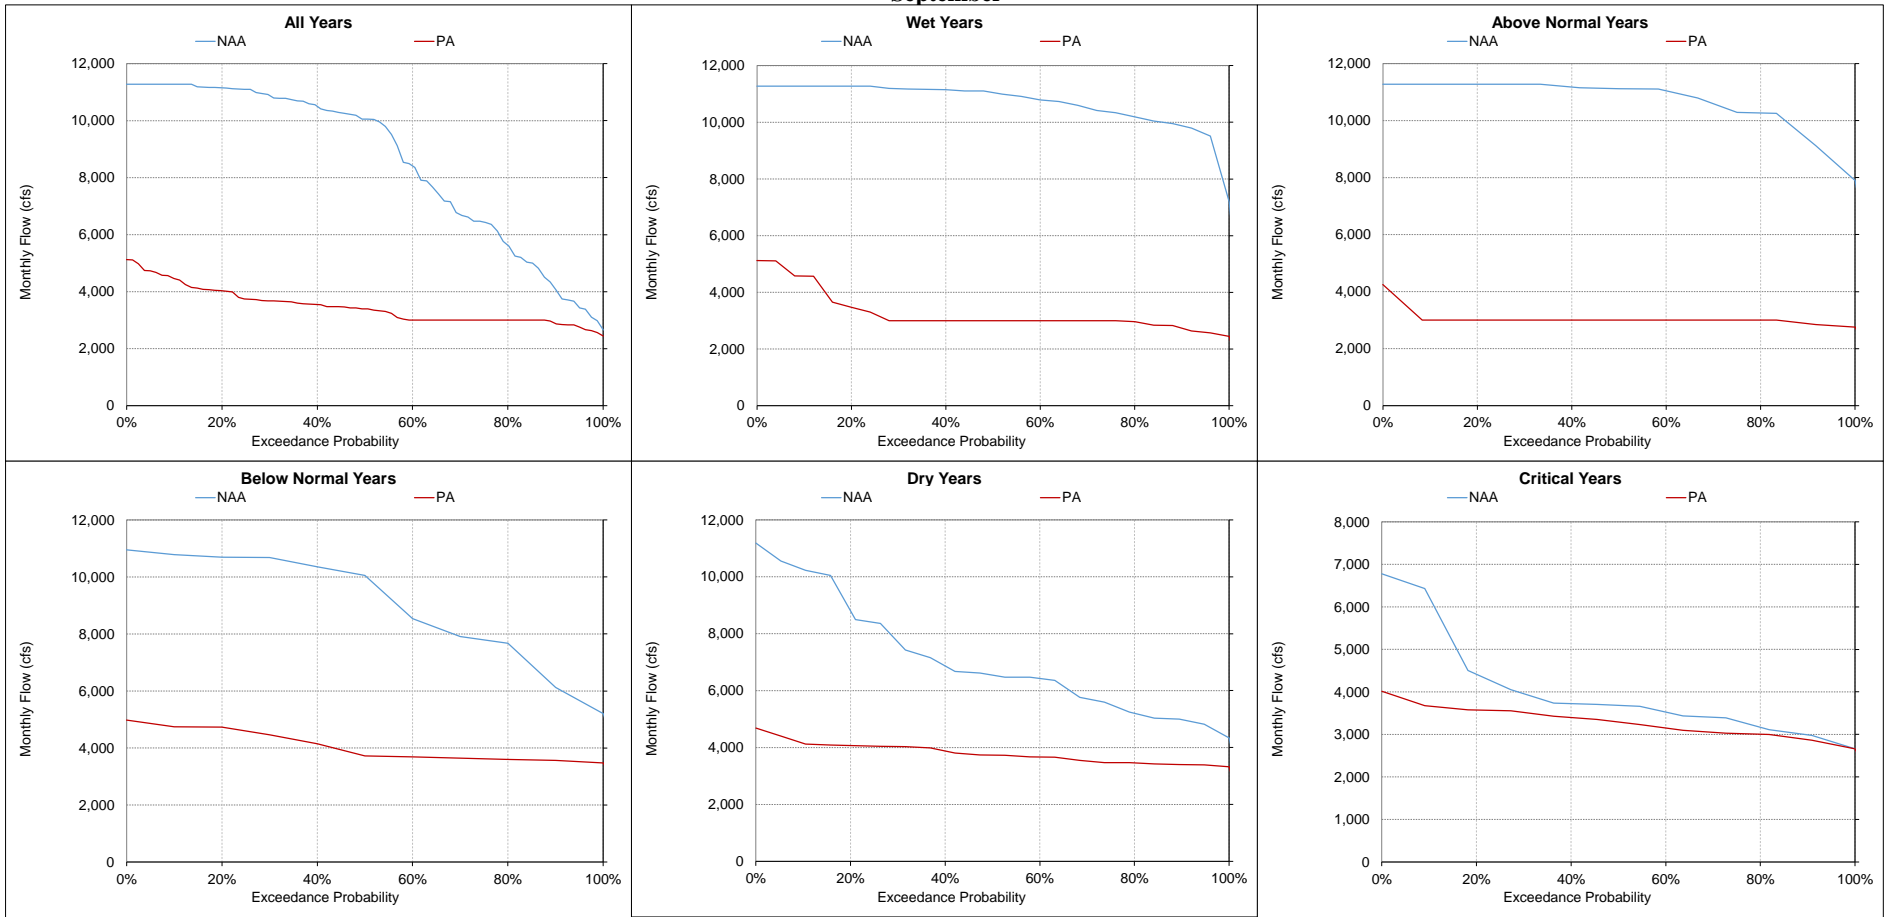 September
All Years
NAA PA
Monthly Flow (cfs)
12,000
10,000
8,000
6,000
4,000
2,000
0
0% 20% 40% 60% 80% 100%
Exceedance Probability
Wet Years
NAA PA
Monthly Flow (cfs)
12,000
10,000
8,000
6,000
4,000
2,000
0
0% 20% 40% 60% 80% 100%
Exceedance Probability
Above Normal Years
NAA PA
Monthly Flow (cfs)
12,000
10,000
8,000
6,000
4,000
2,000
0
0% 20% 40% 60% 80% 100%
Exceedance Probability
Below Normal Years
NAA PA
Monthly Flow (cfs)
12,000
10,000
8,000
6,000
4,000
2,000
0
0% 20% 40% 60% 80% 100%
Exceedance Probability
Dry Years
NAA PA
Monthly Flow (cfs)
12,000
10,000
8,000
6,000
4,000
2,000
0
0% 20% 40% 60% 80% 100%
Exceedance Probability
Critical Years
NAA PA
Monthly Flow (cfs)
8,000
7,000
6,000
5,000
4,000
3,000
2,000
1,000
0
0% 20% 40% 60% 80% 100%
Exceedance Probability